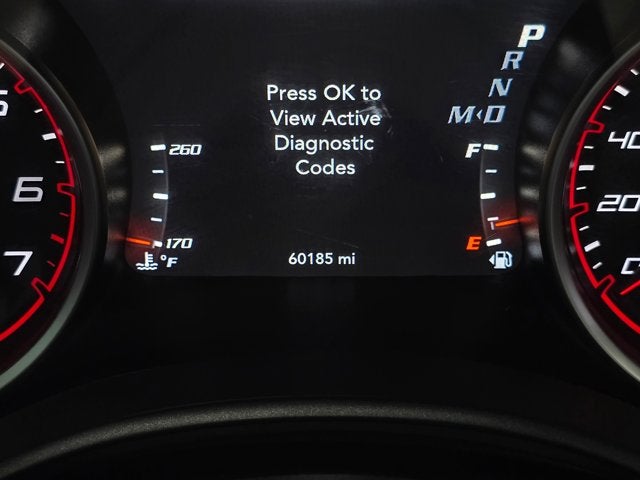 P
R
N
M D
Press OK to
View Active
Diagnostic
Codes
260
170
°F
F
E
60185 mi
6
7
40
20